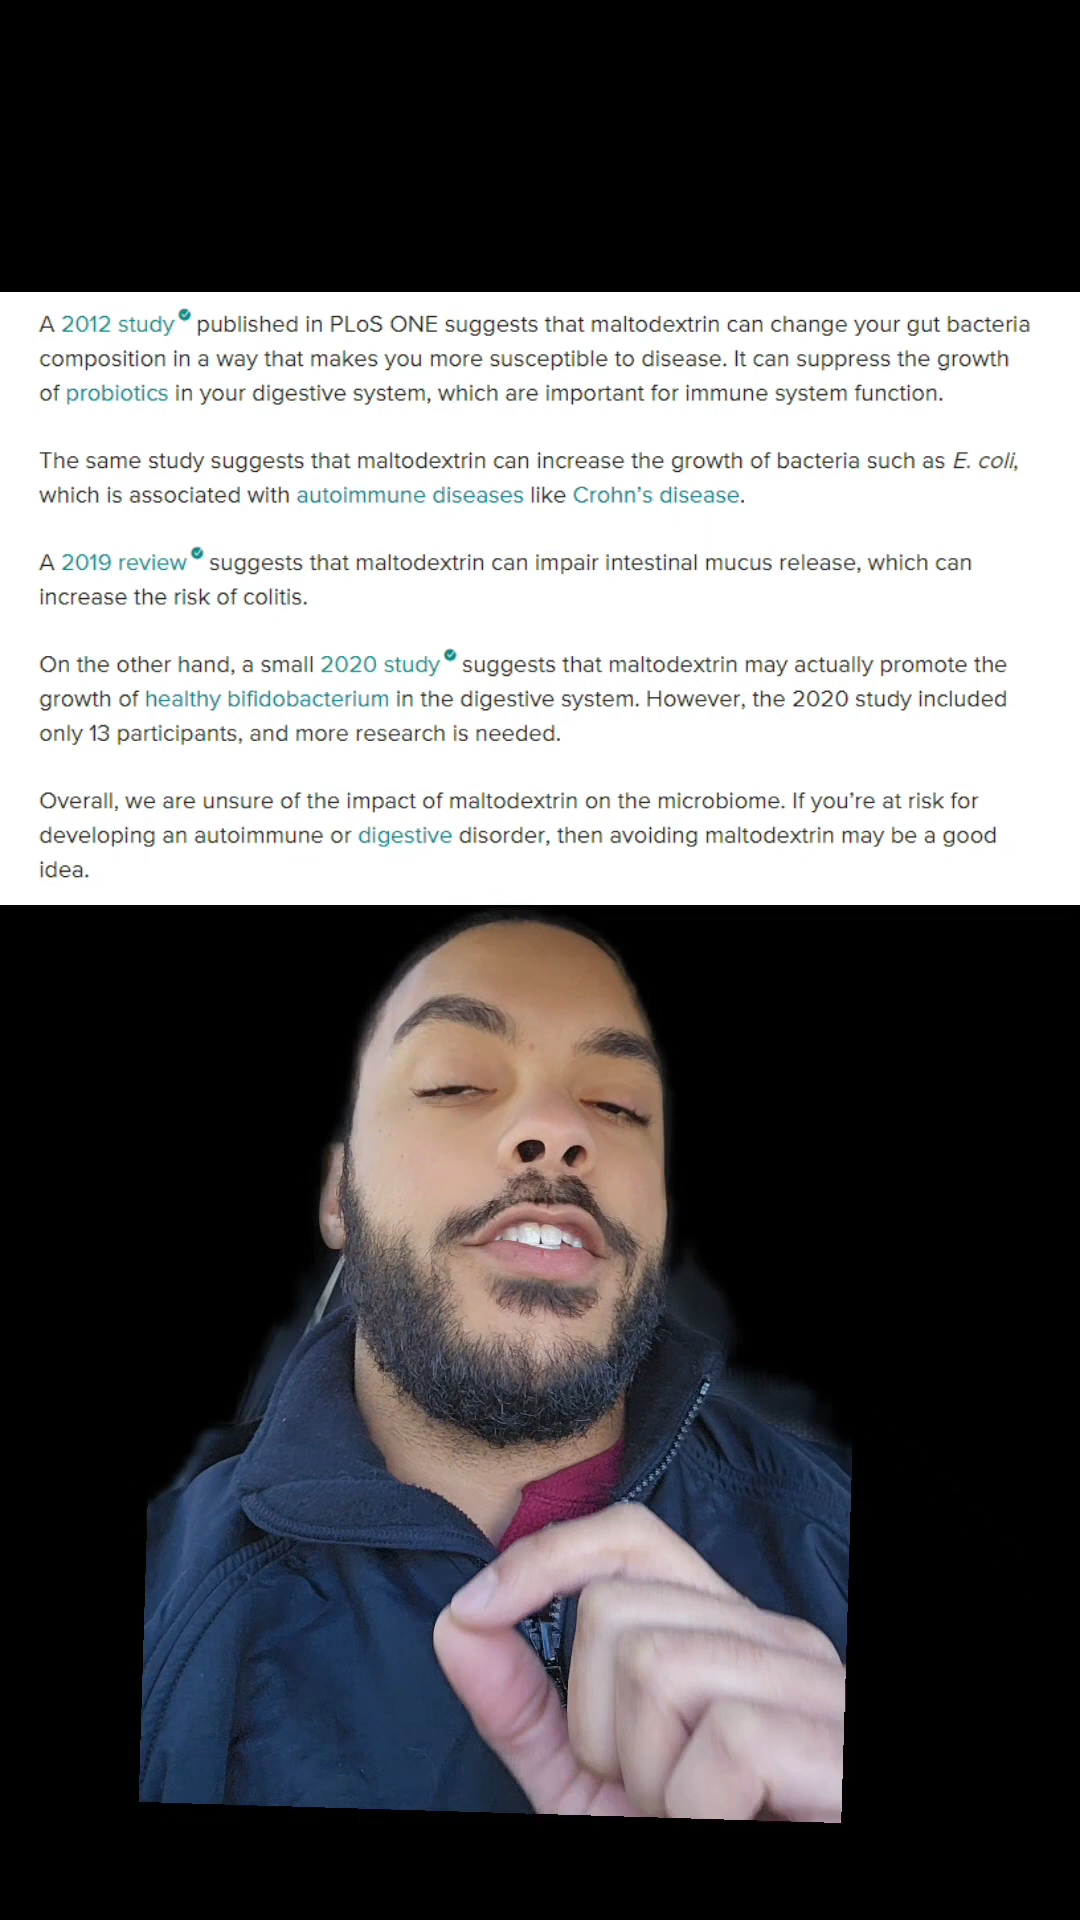 A 2012 study published in PLoS ONE suggests that maltodextrin can change your gut bacteria
composition in a way that makes you more susceptible to disease. It can suppress the growth
of probiotics in your digestive system, which are important for immune system function.
The same study suggests that maltodextrin can increase the growth of bacteria such as E. coli,
which is associated with autoimmune diseases like Crohn’s disease.
A 2019 review suggests that maltodextrin can impair intestinal mucus release, which can
increase the risk of colitis.
On the other hand, a small 2020 study suggests that maltodextrin may actually promote the
growth of healthy bifidobacterium in the digestive system. However, the 2020 study included
only 13 participants, and more research is needed.
Overall, we are unsure of the impact of maltodextrin on the microbiome. If you’re at risk for
developing an autoimmune or digestive disorder, then avoiding maltodextrin may be a good
idea.